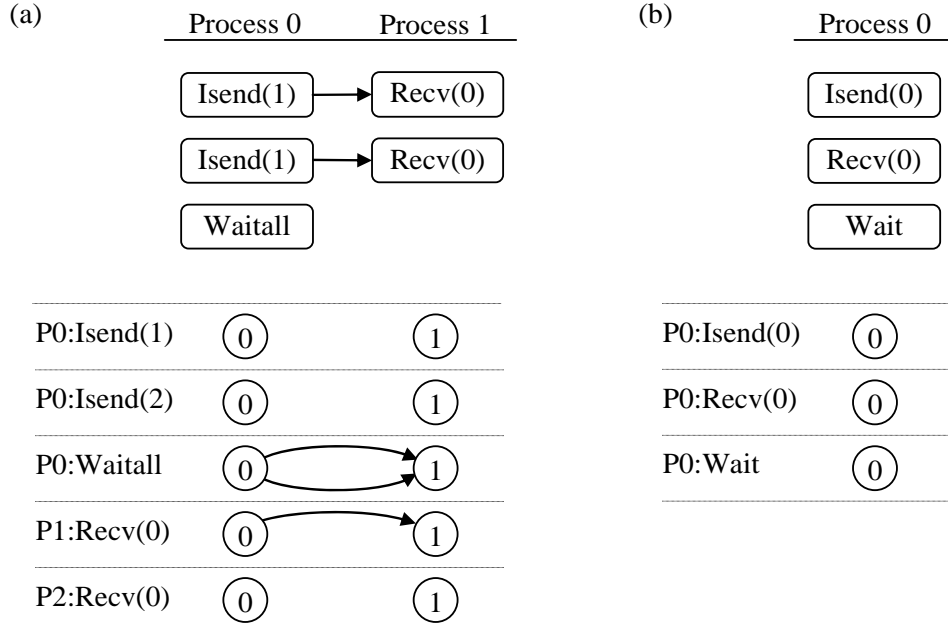 (a)
Process 0 Process 1
Isend(1) Recv(0)
Isend(1) Recv(0)
Waitall
P0:Isend(1) 0 1
P0:Isend(2) 0 1
P0:Waitall 0 1
P1:Recv(0) 0 1
P2:Recv(0) 0 1
(b)
Process 0
Isend(0)
Recv(0)
Wait
P0:Isend(0) 0
P0:Recv(0) 0
P0:Wait 0